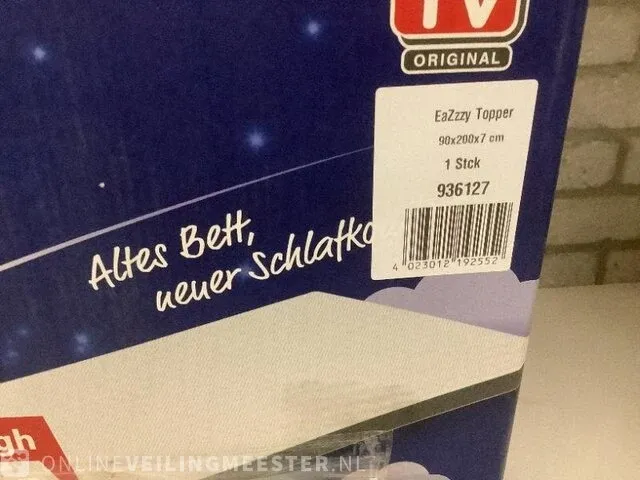 TV
ORIGINAL
EaZzzy Topper
90x200x7 cm
1 Stck
936127
4 023012 192552
Altes Bett,
neuer Schlafko
gh
ONLINEVEILINGMEESTER.NL